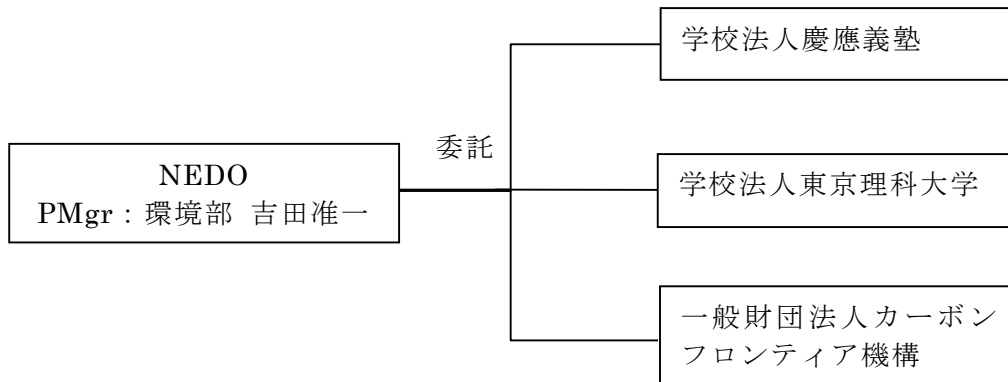 学校法人慶應義塾
委託
NEDO
PMgr：環境部 吉田准一
学校法人東京理科大学
一般財団法人カーボン
フロンティア機構